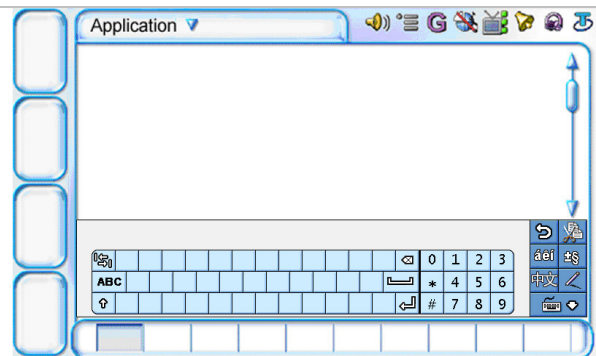 Application
G
áéí ±§
0 1 2 3
ABC * 4 5 6 中文
# 7 8 9